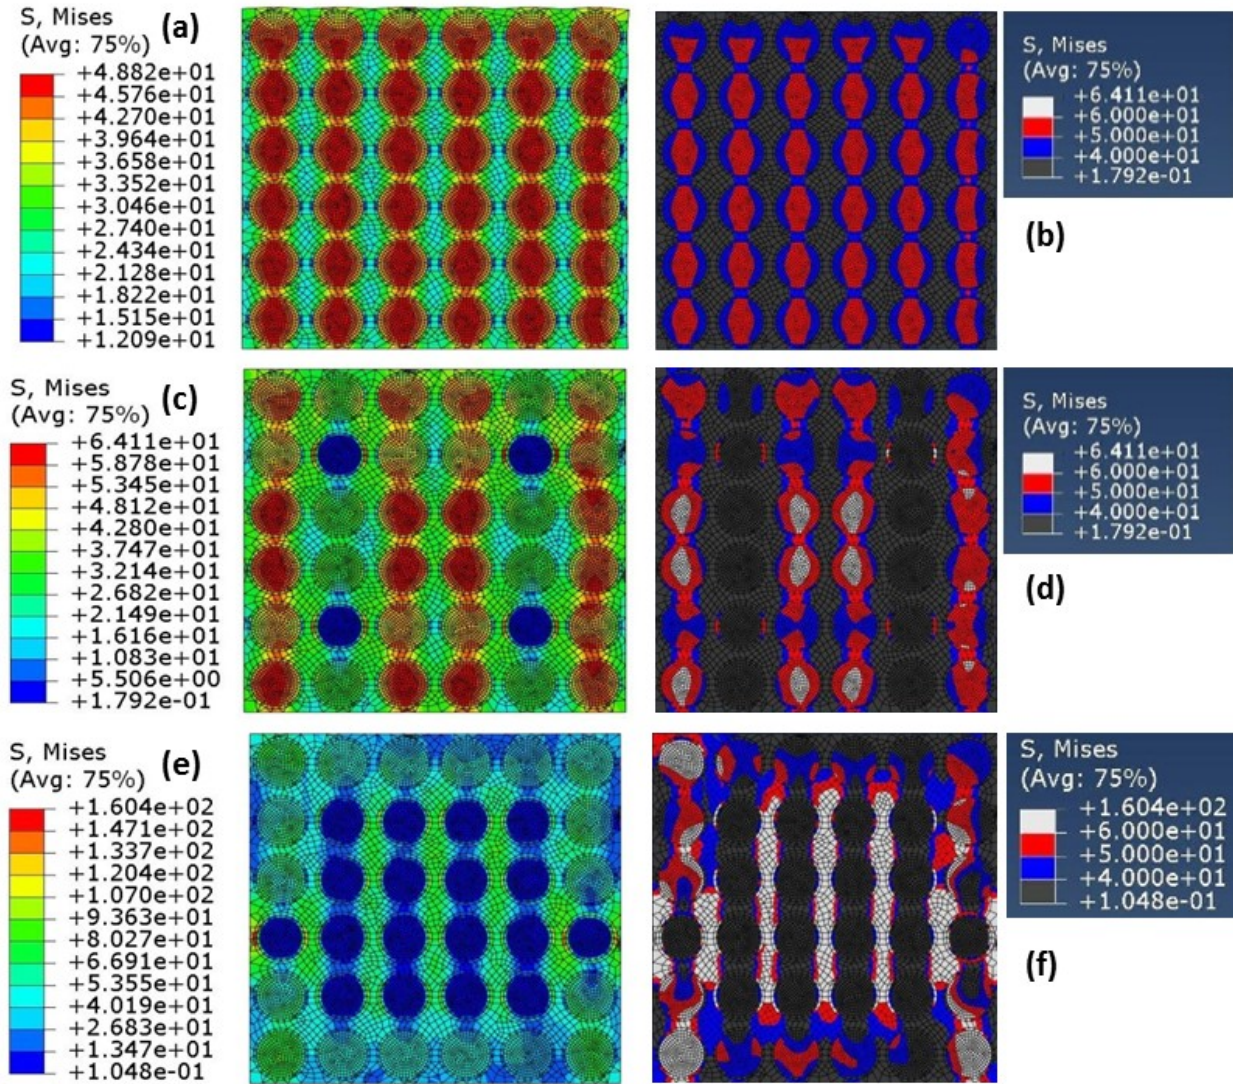 S, Mises
(Avg: 75%)
(a)
+4.882e+01
+4.576e+01
+4.270e+01
+3.964e+01
+3.658e+01
+3.352e+01
+3.046e+01
+2.740e+01
+2.434e+01
+2.128e+01
+1.822e+01
+1.515e+01
+1.209e+01
S, Mises
(Avg: 75%)
+6.411e+01
+6.000e+01
+5.000e+01
+4.000e+01
+1.792e-01
(b)
S, Mises
(Avg: 75%)
(c)
+6.411e+01
+5.878e+01
+5.345e+01
+4.812e+01
+4.280e+01
+3.747e+01
+3.214e+01
+2.682e+01
+2.149e+01
+1.616e+01
+1.083e+01
+5.506e+00
+1.792e-01
S, Mises
(Avg: 75%)
+6.411e+01
+6.000e+01
+5.000e+01
+4.000e+01
+1.792e-01
(d)
S, Mises
(Avg: 75%)
(e)
+1.604e+02
+1.471e+02
+1.337e+02
+1.204e+02
+1.070e+02
+9.363e+01
+8.027e+01
+6.691e+01
+5.355e+01
+4.019e+01
+2.683e+01
+1.347e+01
+1.048e-01
S, Mises
(Avg: 75%)
+1.604e+02
+6.000e+01
+5.000e+01
+4.000e+01
+1.048e-01
(f)